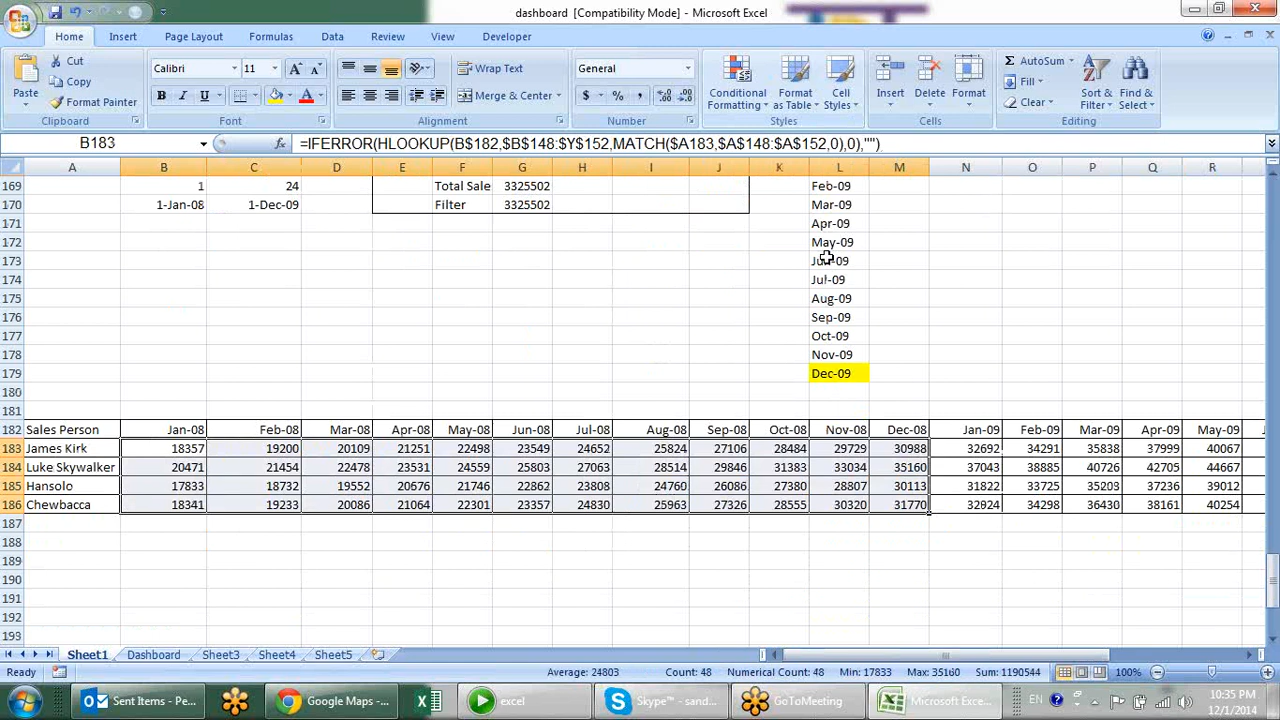 dashboard [Compatibility Mode] - Microsoft Excel
Home Insert Page Layout Formulas Data Review View Developer
Paste Cut Copy Format Painter Clipboard
Calibri 11 Font
Wrap Text Merge & Center Alignment
General $ % , Number
Conditional Formatting Format as Table Cell Styles Styles
Insert Delete Format Cells
AutoSum Fill Clear Sort & Filter Find & Select Editing
B183 fx =IFERROR(HLOOKUP(B$182,$B$148:$Y$152,MATCH($A183,$A$148:$A$152,0),0),"")
A B C D E F G H I J K L M N O P Q R
169 1 24 Total Sale 3325502 Feb-09
170 1-Jan-08 1-Dec-09 Filter 3325502 Mar-09
171 Apr-09
172 May-09
173 Jun-09
174 Jul-09
175 Aug-09
176 Sep-09
177 Oct-09
178 Nov-09
179 Dec-09
180
181
182 Sales Person Jan-08 Feb-08 Mar-08 Apr-08 May-08 Jun-08 Jul-08 Aug-08 Sep-08 Oct-08 Nov-08 Dec-08 Jan-09 Feb-09 Mar-09 Apr-09 May-09
183 James Kirk 18357 19200 20109 21251 22498 23549 24652 25824 27106 28484 29729 30988 32692 34291 35838 37999 40067
184 Luke Skywalker 20471 21454 22478 23531 24559 25803 27063 28514 29846 31383 33034 35160 37043 38885 40726 42705 44667
185 Hansolo 17833 18732 19552 20676 21746 22862 23808 24760 26086 27380 28807 30113 31822 33725 35203 37236 39012
186 Chewbacca 18341 19233 20086 21064 22301 23357 24830 25963 27326 28555 30320 31770 32924 34298 36430 38161 40254
187
188
189
190
191
192
193
Sheet1 Dashboard Sheet3 Sheet4 Sheet5
Ready Average: 24803 Count: 48 Numerical Count: 48 Min: 17833 Max: 35160 Sum: 1190544 100%
Sent Items - Pe... Google Maps - ... excel Skype™ - sand... GoToMeeting Microsoft Exce... EN 10:35 PM
12/1/2014